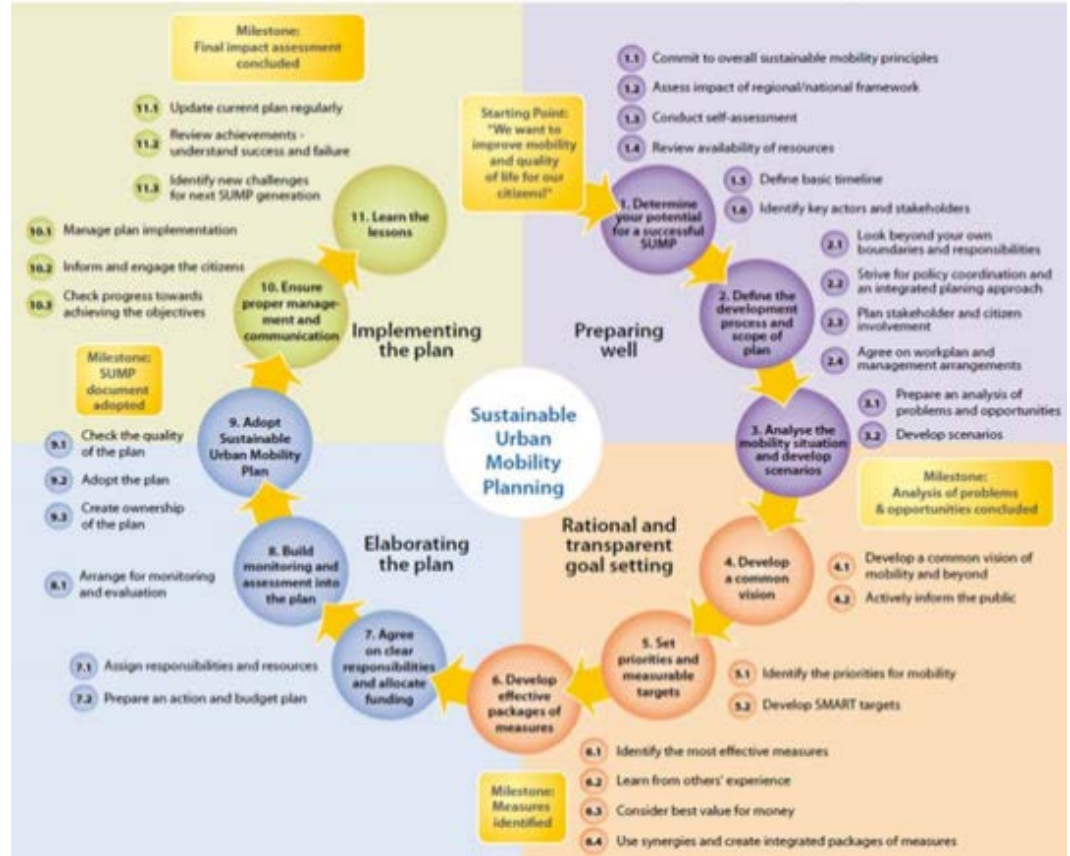 Milestone:
Final impact assessment
concluded
11.1 Update current plan regularly
11.2 Review achievements -
understand success and failure
11.3 Identify new challenges
for next SUMP generation
11. Learn the
lessons
10.1 Manage plan implementation
10.2 Inform and engage the citizens
10.3 Check progress towards
achieving the objectives
10. Ensure
proper manage-
ment and
communication
Implementing
the plan
Starting Point:
"We want to
improve mobility
and quality
of life for our
citizens!"
1.1 Commit to overall sustainable mobility principles
1.2 Assess impact of regional/national framework
1.3 Conduct self-assessment
1.4 Review availability of resources
1.5 Define basic timeline
1.6 Identify key actors and stakeholders
1. Determine
your potential
for a successful
SUMP
2.1 Look beyond your own
boundaries and responsibilities
2.2 Strive for policy coordination and
an integrated planing approach
2.3 Plan stakeholder and citizen
involvement
2.4 Agree on workplan and
management arrangements
2. Define the
development
process and
scope of
plan
Preparing
well
3.1 Prepare an analysis of
problems and opportunities
3.2 Develop scenarios
3. Analyse the
mobility situation
and develop
scenarios
Milestone:
Analysis of problems
& opportunities concluded
Sustainable
Urban
Mobility
Planning
Rational and
transparent
goal setting
4. Develop
a common
vision
4.1 Develop a common vision of
mobility and beyond
4.2 Actively inform the public
5. Set
priorities and
measurable
targets
5.1 Identify the priorities for mobility
5.2 Develop SMART targets
6. Develop
effective
packages of
measures
6.1 Identify the most effective measures
6.2 Learn from others' experience
6.3 Consider best value for money
6.4 Use synergies and create integrated packages of measures
Milestone:
Measures
identified
7. Agree
on clear
responsibilities
and allocate
funding
7.1 Assign responsibilities and resources
7.2 Prepare an action and budget plan
Elaborating
the plan
8. Build
monitoring and
assessment into
the plan
8.1 Arrange for monitoring
and evaluation
9. Adopt
Sustainable
Urban Mobility
Plan
9.1 Check the quality
of the plan
9.2 Adopt the plan
9.3 Create ownership
of the plan
Milestone:
SUMP
document
adopted